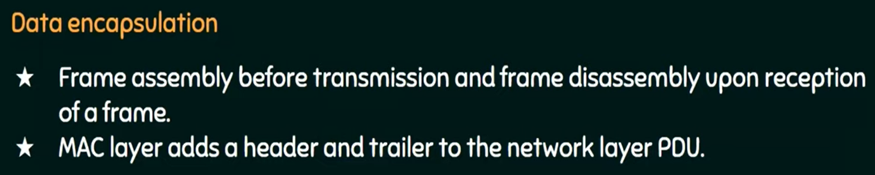 Data encapsulation
★ Frame assembly before transmission and frame disassembly upon reception
of a frame.
★ MAC layer adds a header and trailer to the network layer PDU.